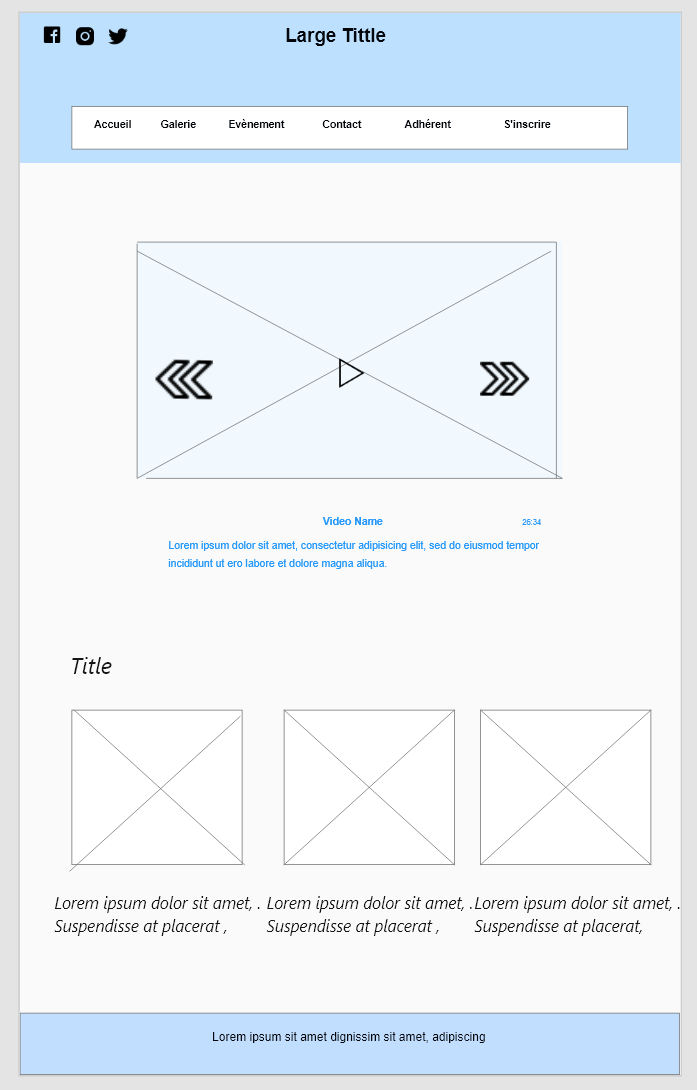 Large Tittle
Accueil Galerie Evènement Contact Adhérent S'inscrire
Video Name 26:34
Lorem ipsum dolor sit amet, consectetur adipisicing elit, sed do eiusmod tempor
incididunt ut ero labore et dolore magna aliqua.
Title
Lorem ipsum dolor sit amet, .
Suspendisse at placerat ,
Lorem ipsum dolor sit amet, .
Suspendisse at placerat ,
Lorem ipsum dolor sit amet, .
Suspendisse at placerat,
Lorem ipsum sit amet dignissim sit amet, adipiscing